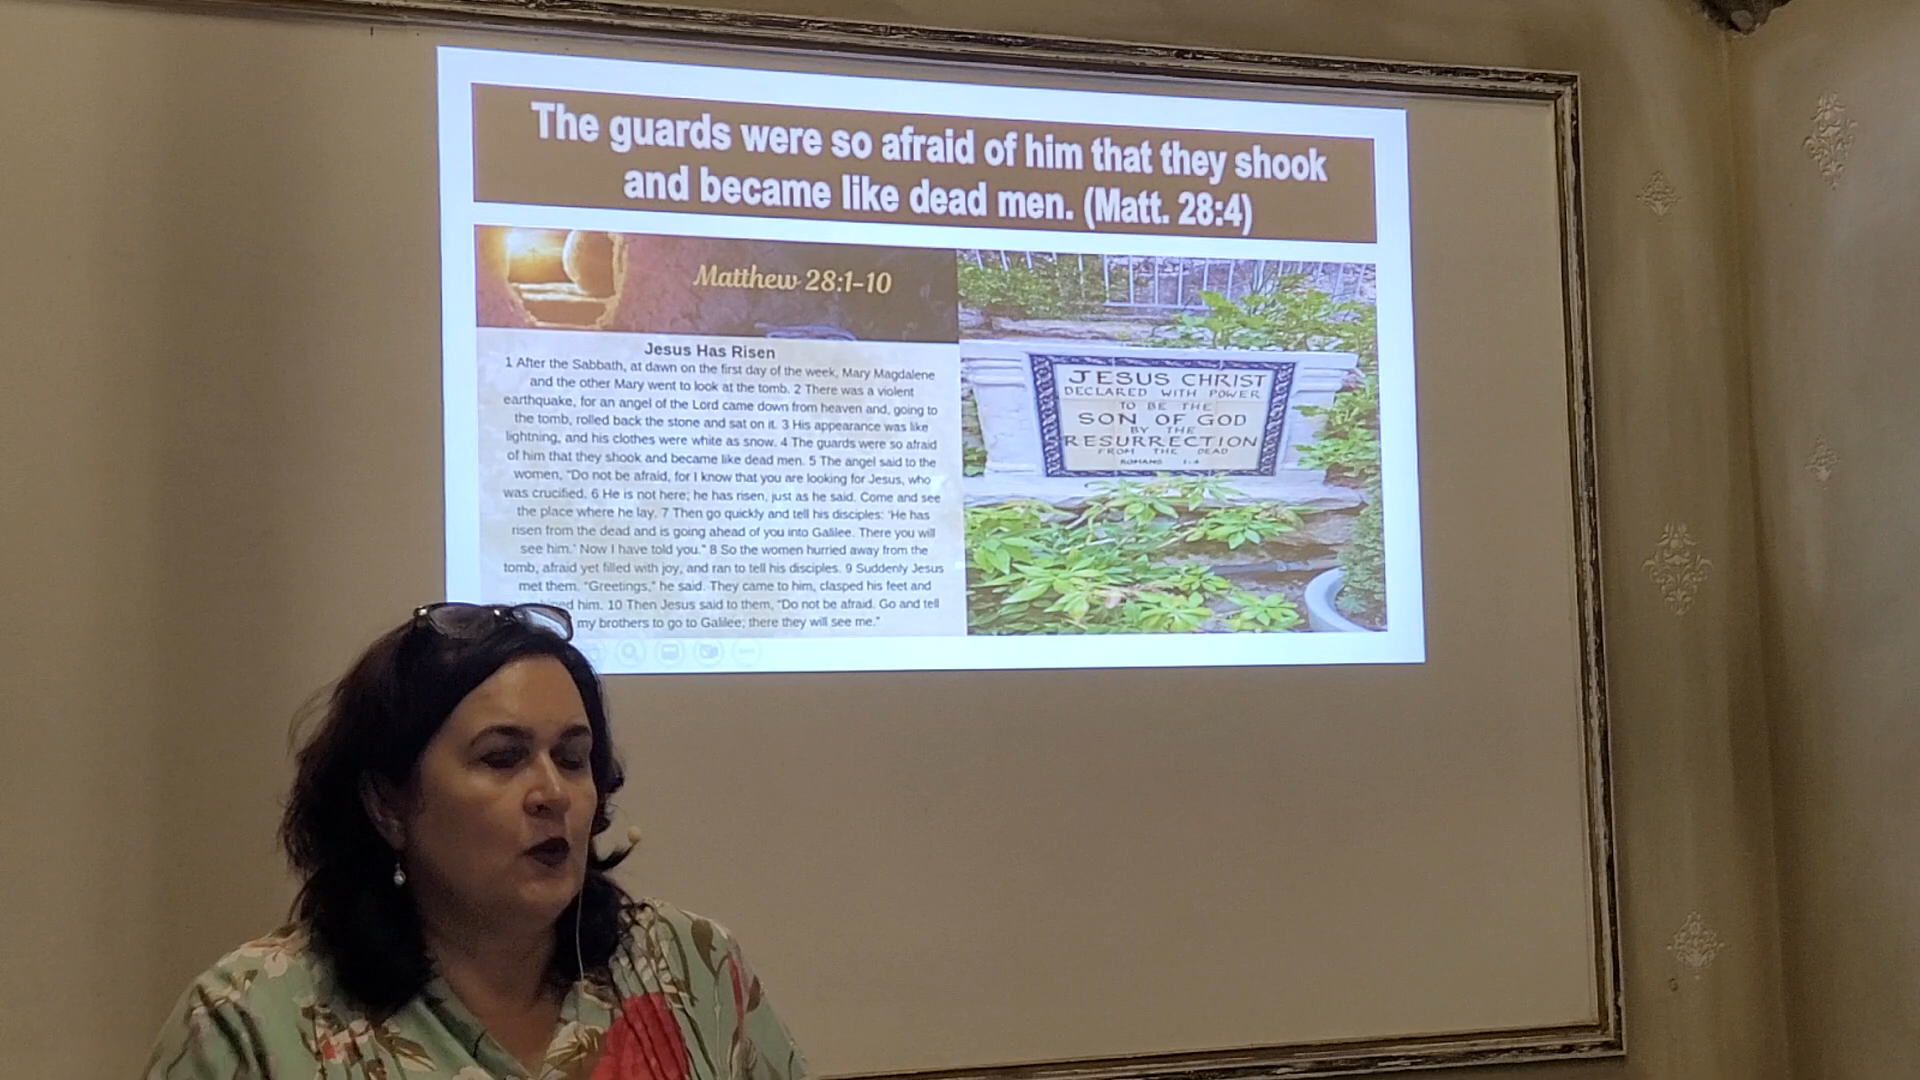 The guards were so afraid of him that they shook
and became like dead men. (Matt. 28:4)
Matthew 28:1-10
Jesus Has Risen
1 After the Sabbath, at dawn on the first day of the week, Mary Magdalene
and the other Mary went to look at the tomb. 2 There was a violent
earthquake, for an angel of the Lord came down from heaven and, going to
the tomb, rolled back the stone and sat on it. 3 His appearance was like
lightning, and his clothes were white as snow. 4 The guards were so afraid
of him that they shook and became like dead men. 5 The angel said to the
women, "Do not be afraid, for I know that you are looking for Jesus, who
was crucified. 6 He is not here; he has risen, just as he said. Come and see
the place where he lay. 7 Then go quickly and tell his disciples: 'He has
risen from the dead and is going ahead of you into Galilee. There you will
see him.' Now I have told you." 8 So the women hurried away from the
tomb, afraid yet filled with joy, and ran to tell his disciples. 9 Suddenly Jesus
met them. "Greetings," he said. They came to him, clasped his feet and
him. 10 Then Jesus said to them, "Do not be afraid. Go and tell
my brothers to go to Galilee; there they will see me."
JESUS CHRIST
DECLARED WITH POWER
TO BE THE
SON OF GOD
BY THE
RESURRECTION
FROM THE DEAD
ROMANS 1:4